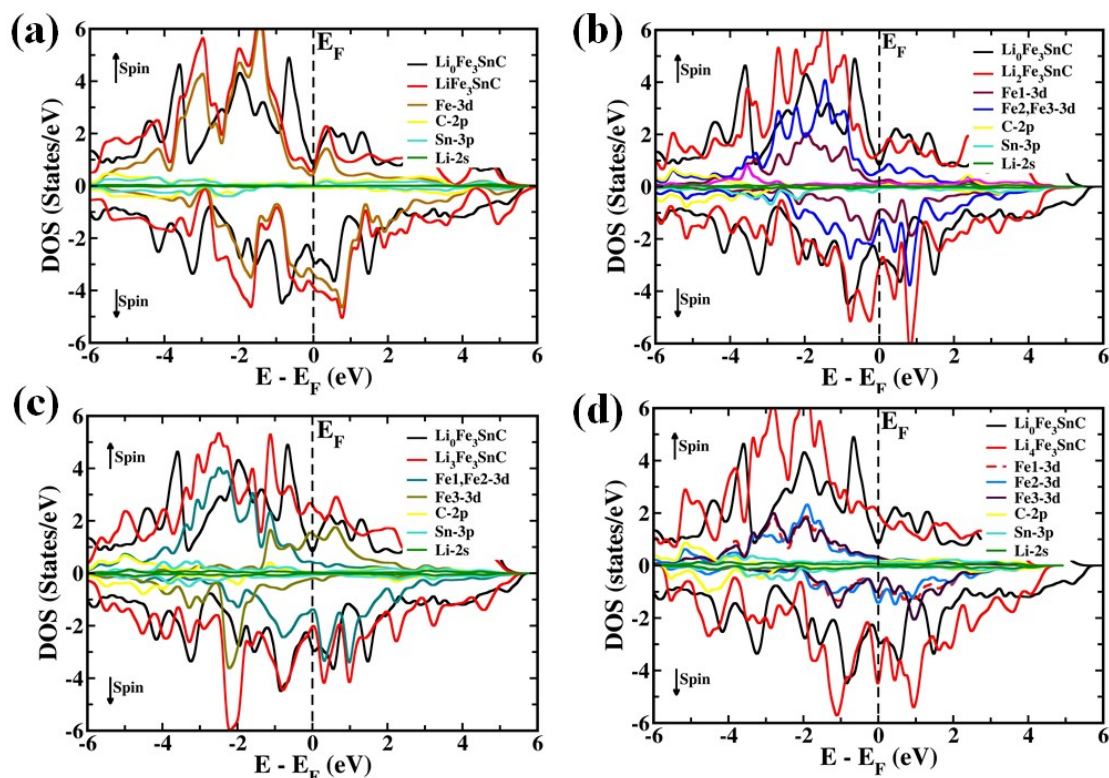 (a)
6
4
2
0
-2
-4
-6
DOS (States/eV)
Spin
Spin
E_F
Li₀Fe₃SnC
LiFe₃SnC
Fe-3d
C-2p
Sn-3p
Li-2s
-6 -4 -2 0 2 4 6
E - E_F (eV)
(b)
6
4
2
0
-2
-4
-6
DOS (States/eV)
Spin
Spin
E_F
Li₀Fe₃SnC
Li₂Fe₃SnC
Fe1-3d
Fe2,Fe3-3d
C-2p
Sn-3p
Li-2s
-6 -4 -2 0 2 4 6
E - E_F (eV)
(c)
6
4
2
0
-2
-4
-6
DOS (States/eV)
Spin
Spin
E_F
Li₀Fe₃SnC
Li₃Fe₃SnC
Fe1,Fe2-3d
Fe3-3d
C-2p
Sn-3p
Li-2s
-6 -4 -2 0 2 4 6
E - E_F (eV)
(d)
6
4
2
0
-2
-4
-6
DOS (states/eV)
Spin
Spin
E_F
Li₀Fe₃SnC
Li₄Fe₃SnC
Fe1-3d
Fe2-3d
Fe3-3d
C-2p
Sn-3p
Li-2s
-6 -4 -2 0 2 4 6
E - E_F (eV)